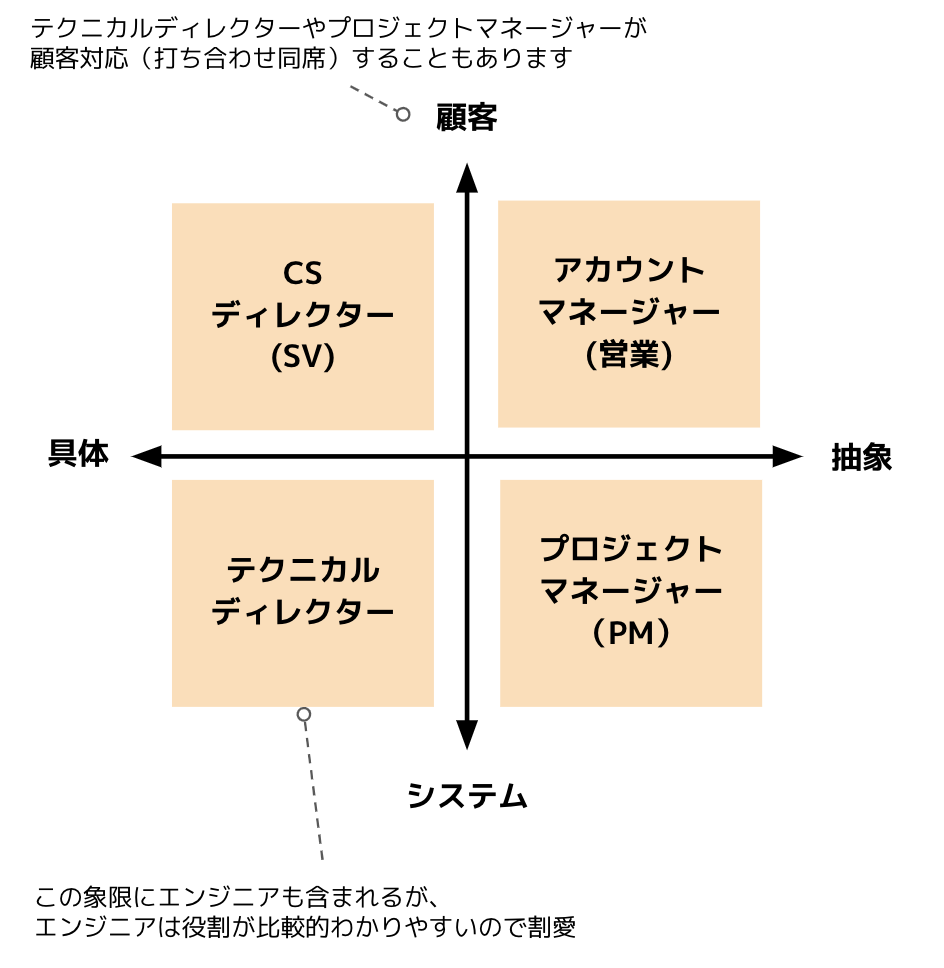 テクニカルディレクターやプロジェクトマネージャーが
顧客対応（打ち合わせ同席）することもあります
顧客
CS
ディレクター
(SV)
アカウント
マネージャー
(営業)
具体
抽象
テクニカル
ディレクター
プロジェクト
マネージャー
（PM）
システム
この象限にエンジニアも含まれるが、
エンジニアは役割が比較的わかりやすいので割愛